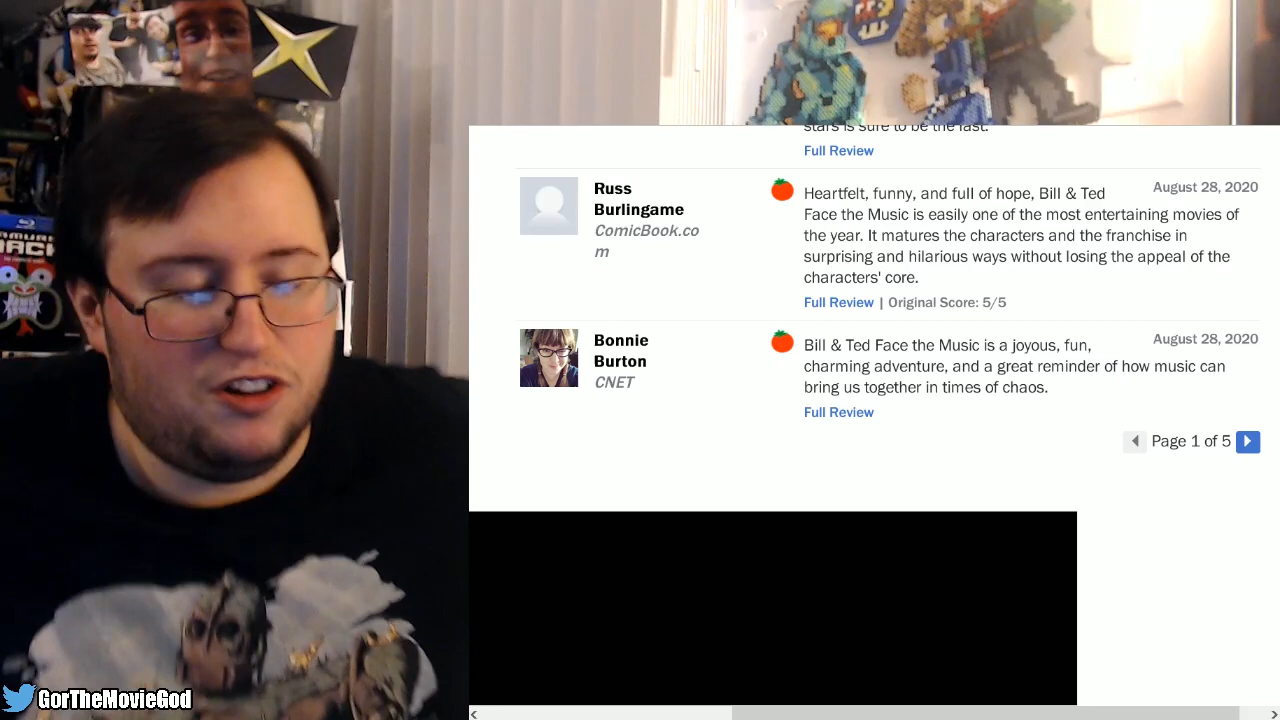 stars is sure to be the last.
Full Review
Russ
Burlingame
ComicBook.co
m
Heartfelt, funny, and full of hope, Bill & Ted
Face the Music is easily one of the most entertaining movies of
the year. It matures the characters and the franchise in
surprising and hilarious ways without losing the appeal of the
characters' core.
August 28, 2020
Full Review | Original Score: 5/5
Bonnie
Burton
CNET
Bill & Ted Face the Music is a joyous, fun,
charming adventure, and a great reminder of how music can
bring us together in times of chaos.
August 28, 2020
Full Review
Page 1 of 5
GorTheMovieGod